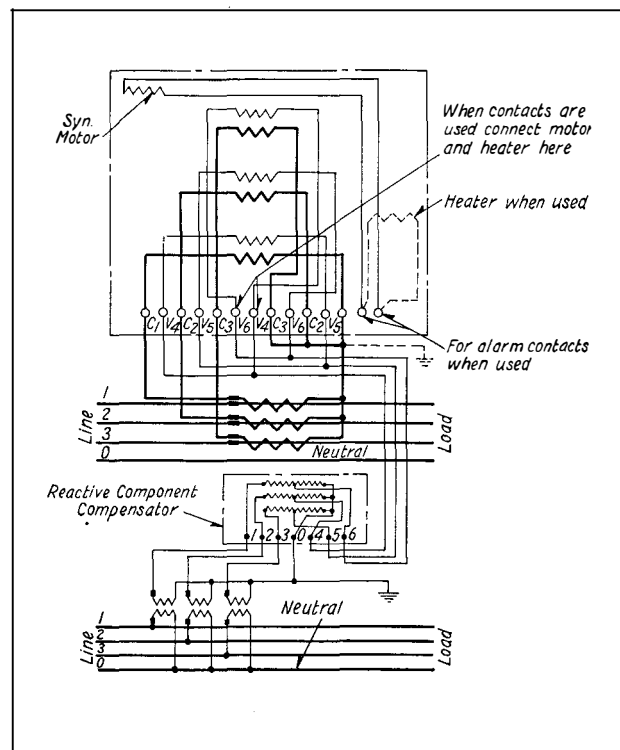 Syn.
Motor
When contacts are
used connect motor
and heater here
Heater when used
C1 V4 C2 V5 C3 V6 V4 C3 V6 C2 V5
For alarm contacts
when used
Line
1
2
3
0
Neutral
Load
Reactive Component
Compensator
1 2 3 0 4 5 6
Neutral
Line
1
2
3
0
Load